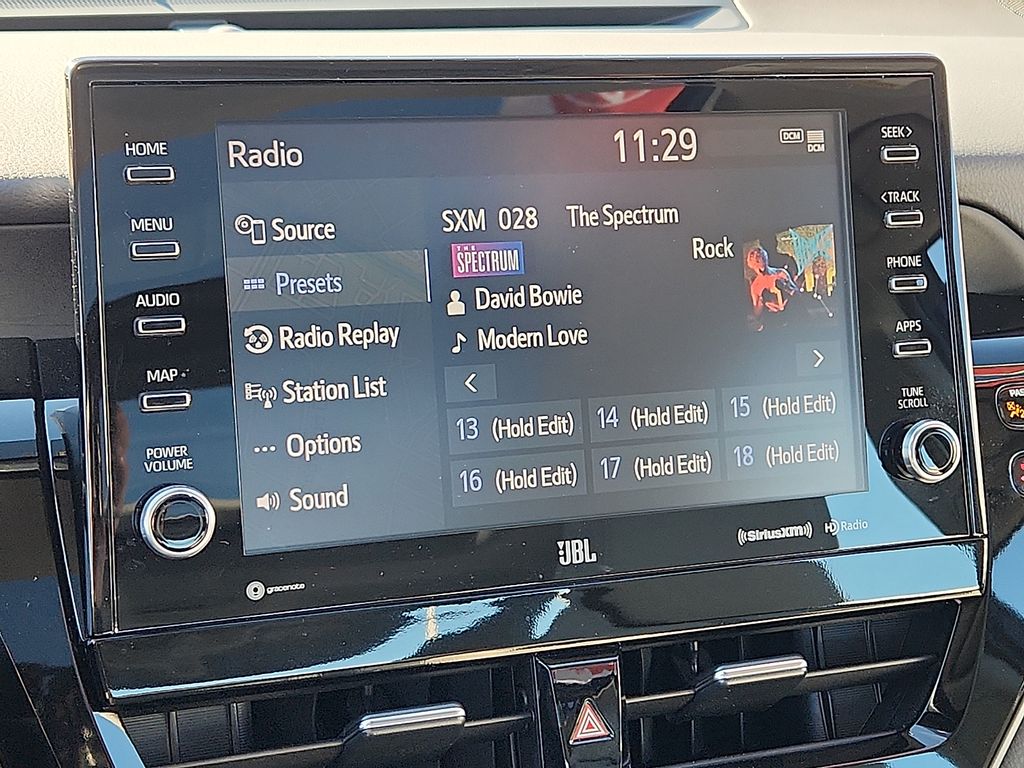 HOME
MENU
AUDIO
MAP
POWER
VOLUME
Radio
11:29
DCM
DCM
Source
Presets
Radio Replay
Station List
Options
Sound
SXM 028 The Spectrum
THE
SPECTRUM
Rock
David Bowie
Modern Love
<
>
13 (Hold Edit)
14 (Hold Edit)
15 (Hold Edit)
16 (Hold Edit)
17 (Hold Edit)
18 (Hold Edit)
SEEK>
<TRACK
PHONE
APPS
TUNE
SCROLL
gracenote
JBL
SiriusXM
HD Radio